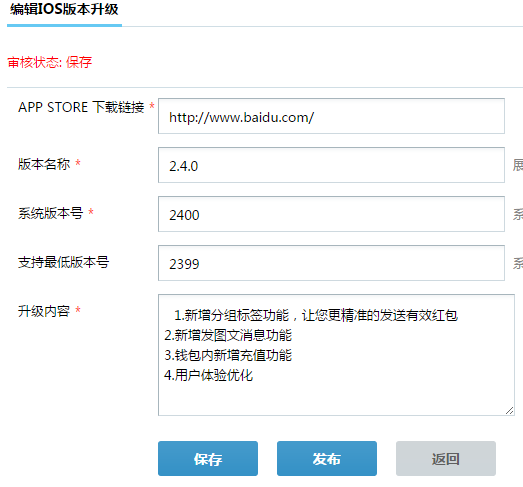 编辑IOS版本升级
审核状态: 保存
APP STORE 下载链接 *
http://www.baidu.com/
版本名称 *
2.4.0
展
系统版本号 *
2400
系
支持最低版本号
2399
系
升级内容 *
1.新增分组标签功能，让您更精准的发送有效红包
2.新增发图文消息功能
3.钱包内新增充值功能
4.用户体验优化
保存
发布
返回